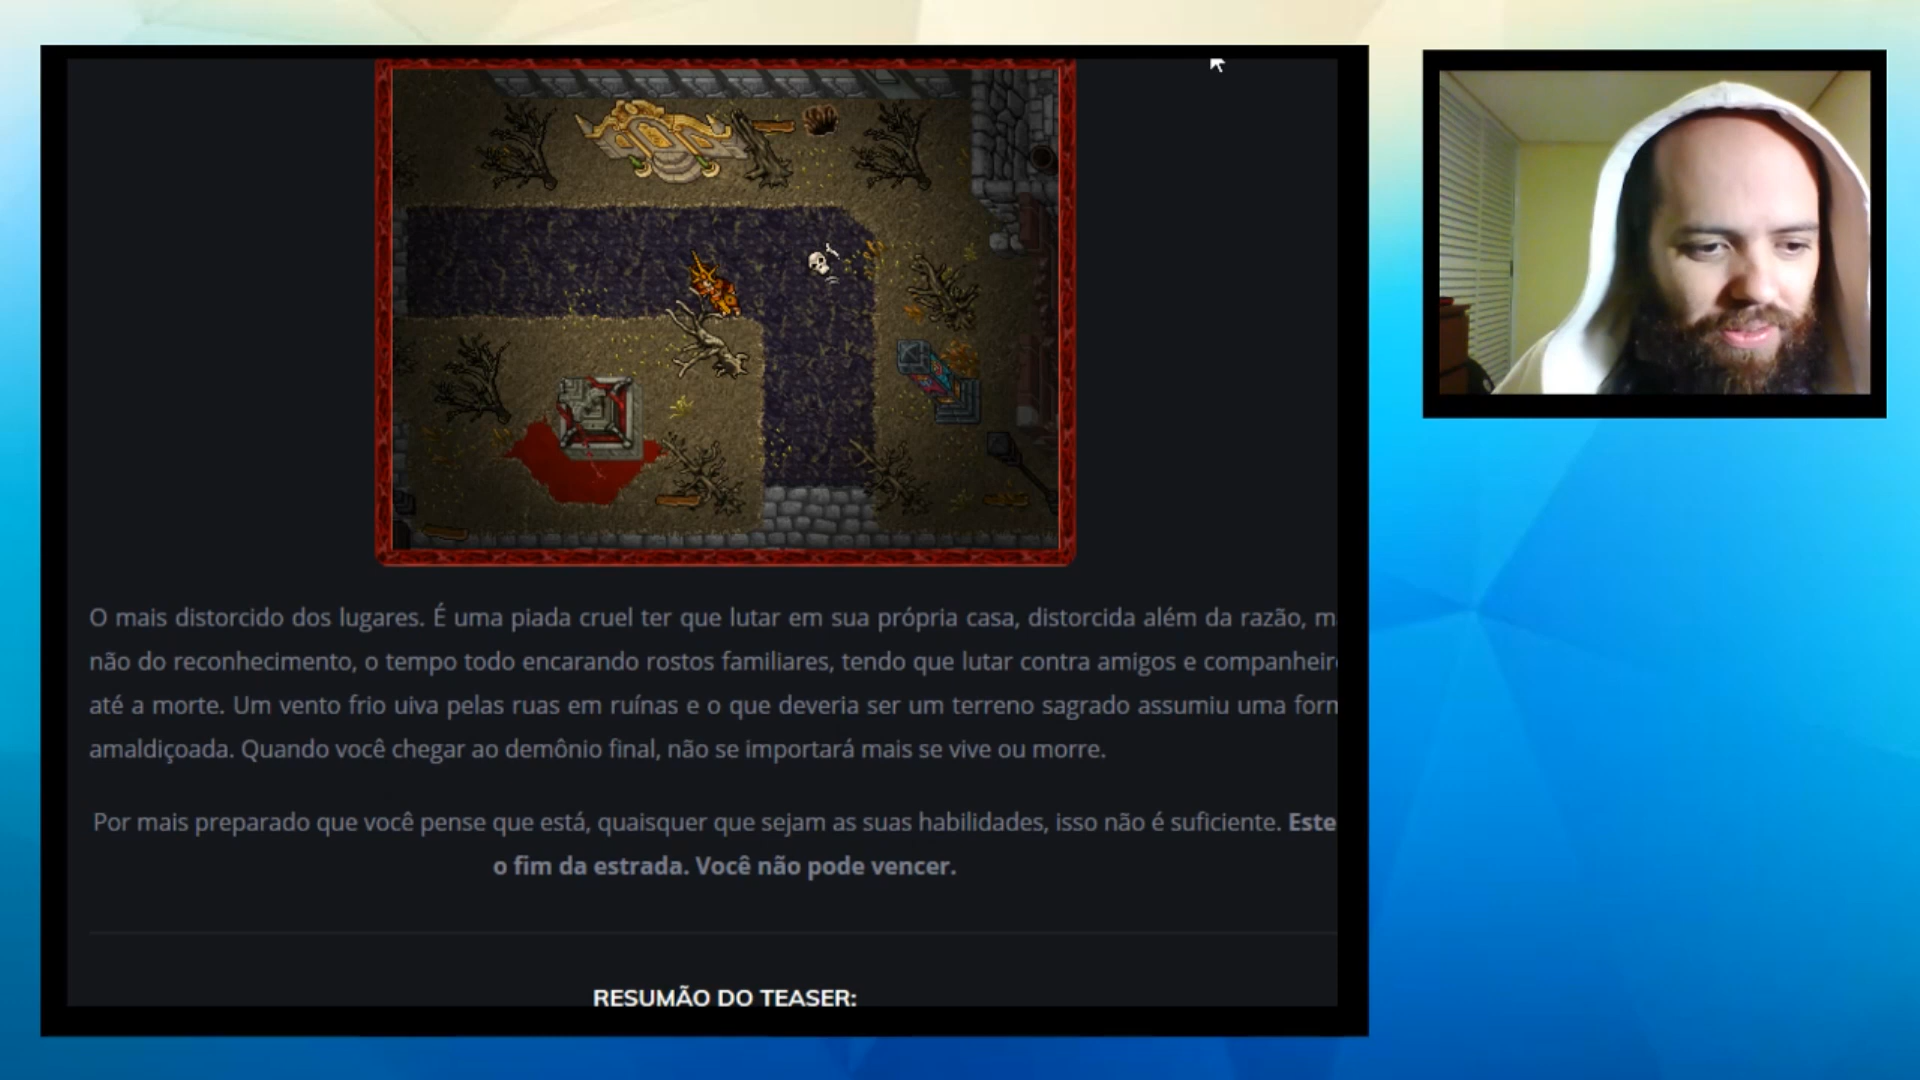 O mais distorcido dos lugares. É uma piada cruel ter que lutar em sua própria casa, distorcida além da razão, m
não do reconhecimento, o tempo todo encarando rostos familiares, tendo que lutar contra amigos e companheir
até a morte. Um vento frio uiva pelas ruas em ruínas e o que deveria ser um terreno sagrado assumiu uma forn
amaldiçoada. Quando você chegar ao demônio final, não se importará mais se vive ou morre.
Por mais preparado que você pense que está, quaisquer que sejam as suas habilidades, isso não é suficiente. Este
o fim da estrada. Você não pode vencer.
RESUMÃO DO TEASER: